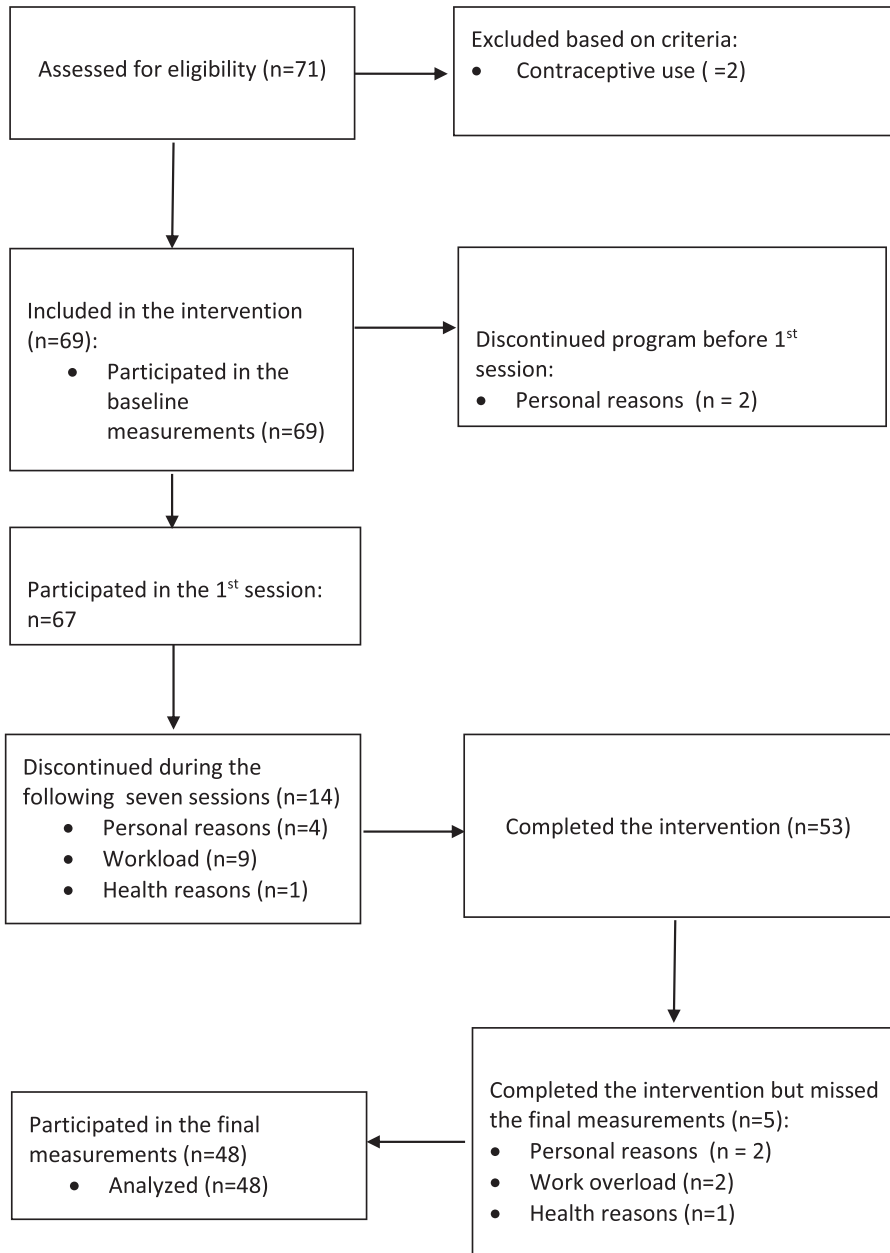 Assessed for eligibility (n=71)
Excluded based on criteria:
• Contraceptive use ( =2)
Included in the intervention
(n=69):
• Participated in the
baseline
measurements (n=69)
Discontinued program before 1st
session:
• Personal reasons (n = 2)
Participated in the 1st session:
n=67
Discontinued during the
following seven sessions (n=14)
• Personal reasons (n=4)
• Workload (n=9)
• Health reasons (n=1)
Completed the intervention (n=53)
Completed the intervention but missed
the final measurements (n=5):
• Personal reasons (n = 2)
• Work overload (n=2)
• Health reasons (n=1)
Participated in the final
measurements (n=48)
• Analyzed (n=48)